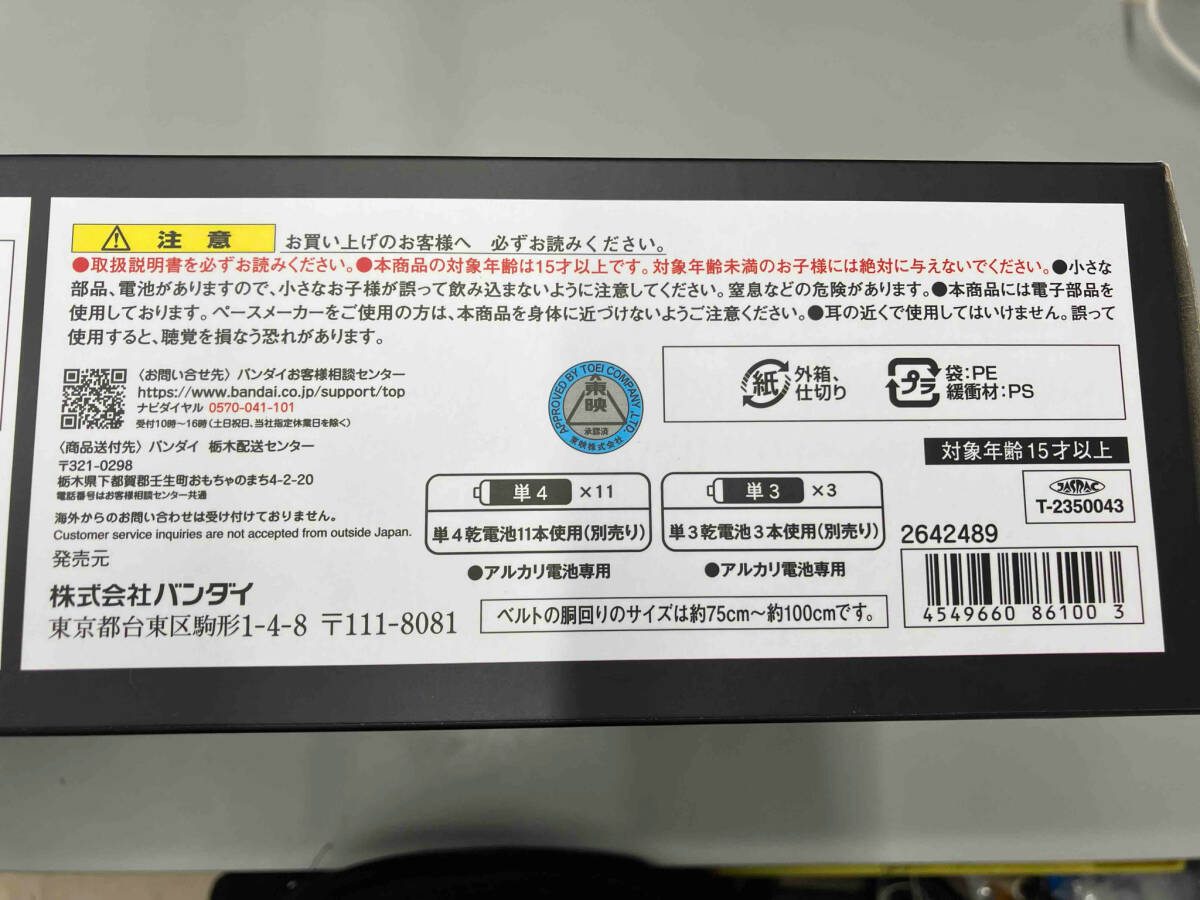 注意 お買い上げのお客様へ 必ずお読みください。
●取扱説明書を必ずお読みください。●本商品の対象年齢は15才以上です。対象年齢未満のお子様には絶対に与えないでください。●小さな
部品、電池がありますので、小さなお子様が誤って飲み込まないように注意してください。窒息などの危険があります。●本商品には電子部品を
使用しております。ペースメーカーをご使用の方は、本商品を身体に近づけないようご注意ください。●耳の近くで使用してはいけません。誤って
使用すると、聴覚を損なう恐れがあります。
〈お問い合せ先〉バンダイお客様相談センター
https://www.bandai.co.jp/support/top
ナビダイヤル 0570-041-101
受付10時～16時(土日祝日、当社指定休業日を除く)
〈商品送付先〉バンダイ 栃木配送センター
〒321-0298
栃木県下都賀郡壬生町おもちゃのまち4-2-20
電話番号はお客様相談センター共通
海外からのお問い合わせは受け付けておりません。
Customer service inquiries are not accepted from outside Japan.
発売元
株式会社バンダイ
東京都台東区駒形1-4-8 〒111-8081
APPROVED BY TOEI COMPANY, LTD.
東映
承認済
東映株式会社
紙 外箱、
仕切り
プラ 袋:PE
緩衝材:PS
対象年齢15才以上
単4 ×11
単4乾電池11本使用(別売り)
●アルカリ電池専用
単3 ×3
単3乾電池3本使用(別売り)
●アルカリ電池専用
JASRAC
T-2350043
2642489
4549660 86100 3
ベルトの胴回りのサイズは約75cm～約100cmです。